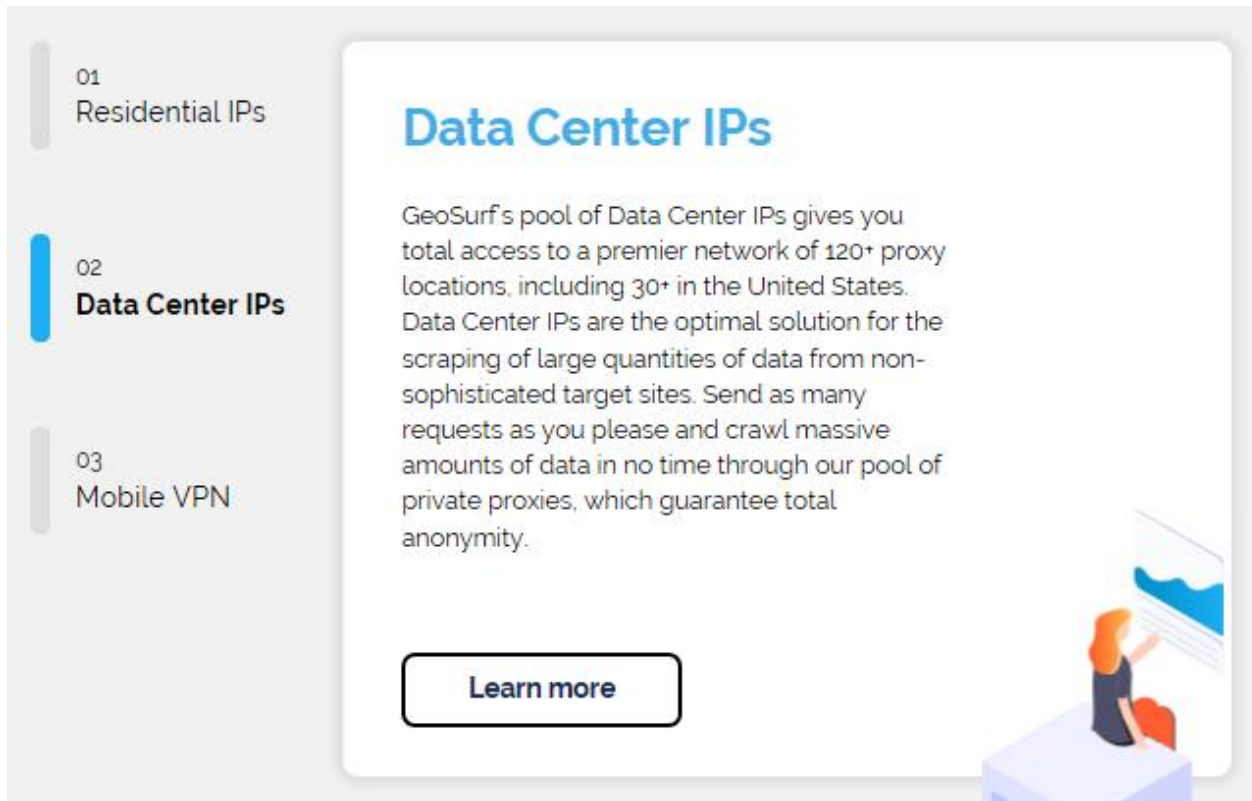 01
Residential IPs
02
Data Center IPs
03
Mobile VPN
Data Center IPs
GeoSurf's pool of Data Center IPs gives you
total access to a premier network of 120+ proxy
locations, including 30+ in the United States.
Data Center IPs are the optimal solution for the
scraping of large quantities of data from non-
sophisticated target sites. Send as many
requests as you please and crawl massive
amounts of data in no time through our pool of
private proxies, which guarantee total
anonymity.
Learn more